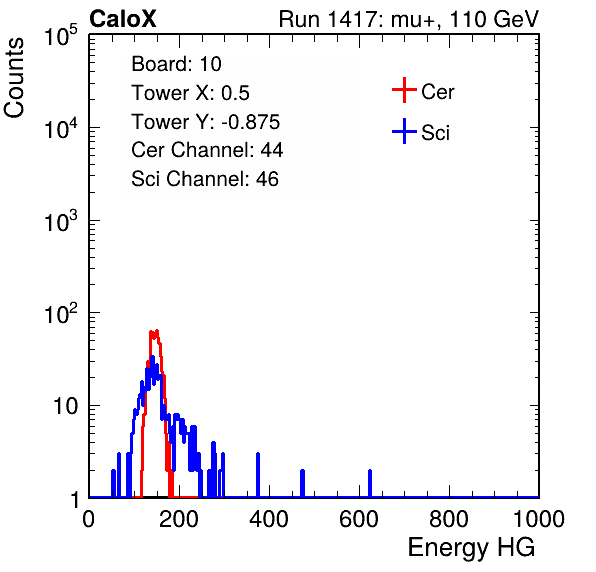 CaloX Run 1417: mu+, 110 GeV
Board: 10
Tower X: 0.5
Tower Y: -0.875
Cer Channel: 44
Sci Channel: 46
Cer
Sci
Counts
10^5
10^4
10^3
10^2
10
1
0 200 400 600 800 1000
Energy HG